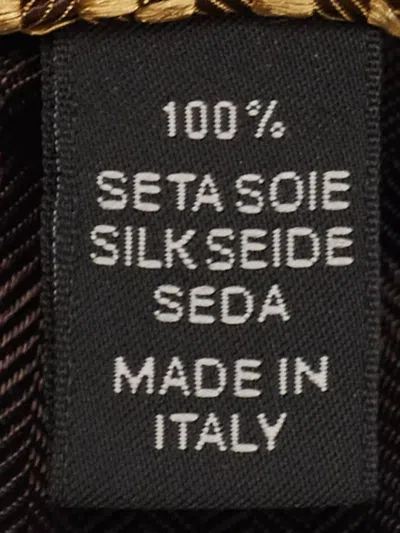 100%
SETA SOIE
SILK SEIDE
SEDA
MADE IN
ITALY